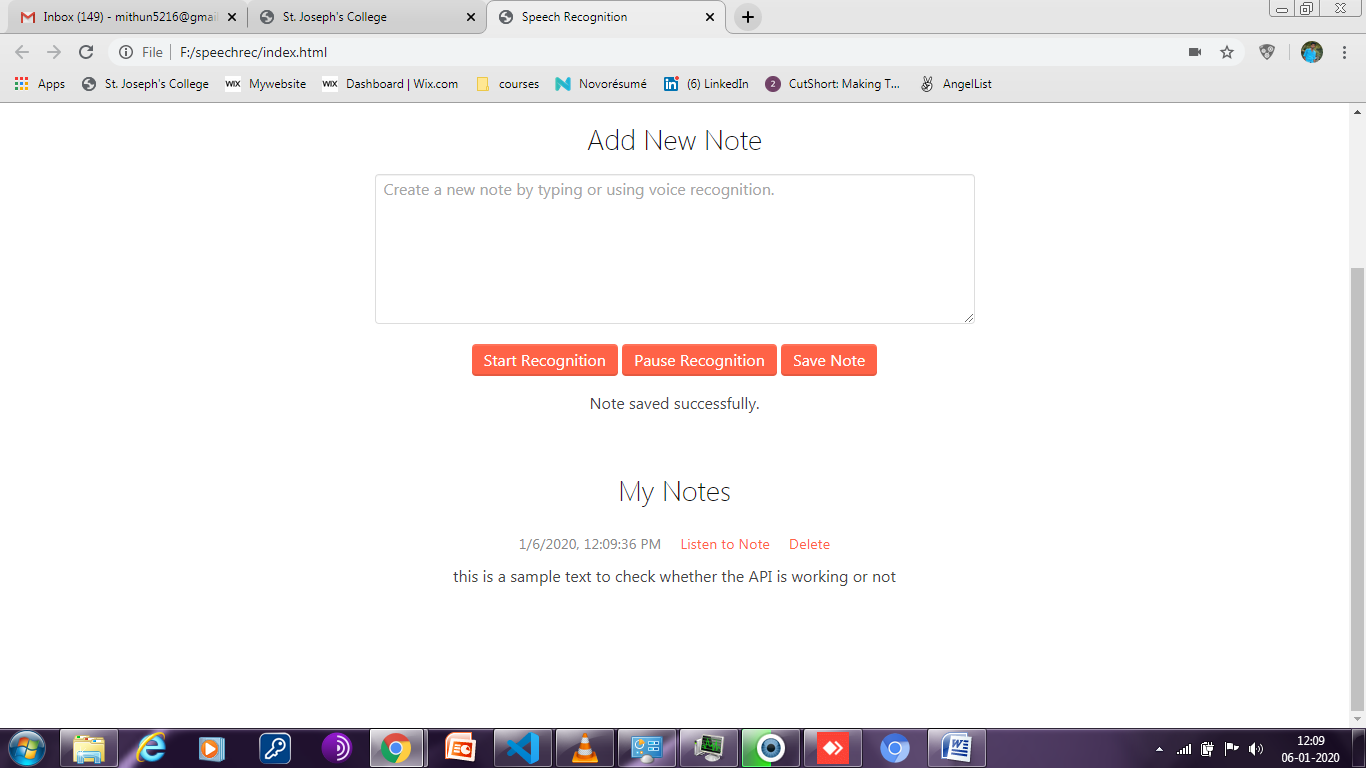 Inbox (149) - mithun5216@gmai
St. Joseph's College
Speech Recognition
File
F:/speechrec/index.html
Apps
St. Joseph's College
WIX Mywebsite
WIX Dashboard | Wix.com
courses
Novorésumé
(6) LinkedIn
2 CutShort: Making T...
AngelList
Add New Note
Create a new note by typing or using voice recognition.
Start Recognition
Pause Recognition
Save Note
Note saved successfully.
My Notes
1/6/2020, 12:09:36 PM Listen to Note Delete
this is a sample text to check whether the API is working or not
12:09
06-01-2020